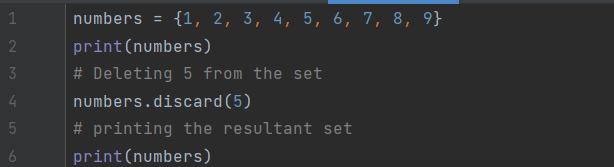 1 numbers = {1, 2, 3, 4, 5, 6, 7, 8, 9}
2 print(numbers)
3 # Deleting 5 from the set
4 numbers.discard(5)
5 # printing the resultant set
6 print(numbers)